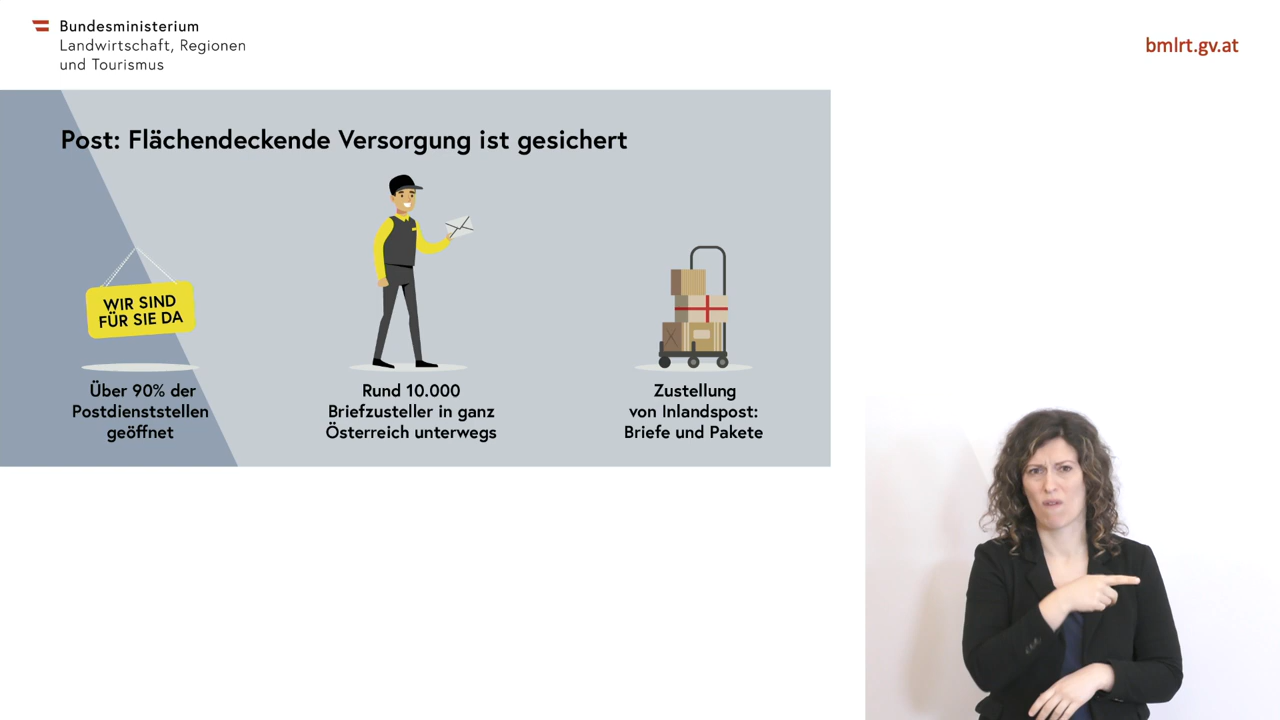 Bundesministerium
Landwirtschaft, Regionen
und Tourismus
bmlrt.gv.at
Post: Flächendeckende Versorgung ist gesichert
WIR SIND
FÜR SIE DA
Über 90% der
Postdienststellen
geöffnet
Rund 10.000
Briefzusteller in ganz
Österreich unterwegs
Zustellung
von Inlandspost:
Briefe und Pakete